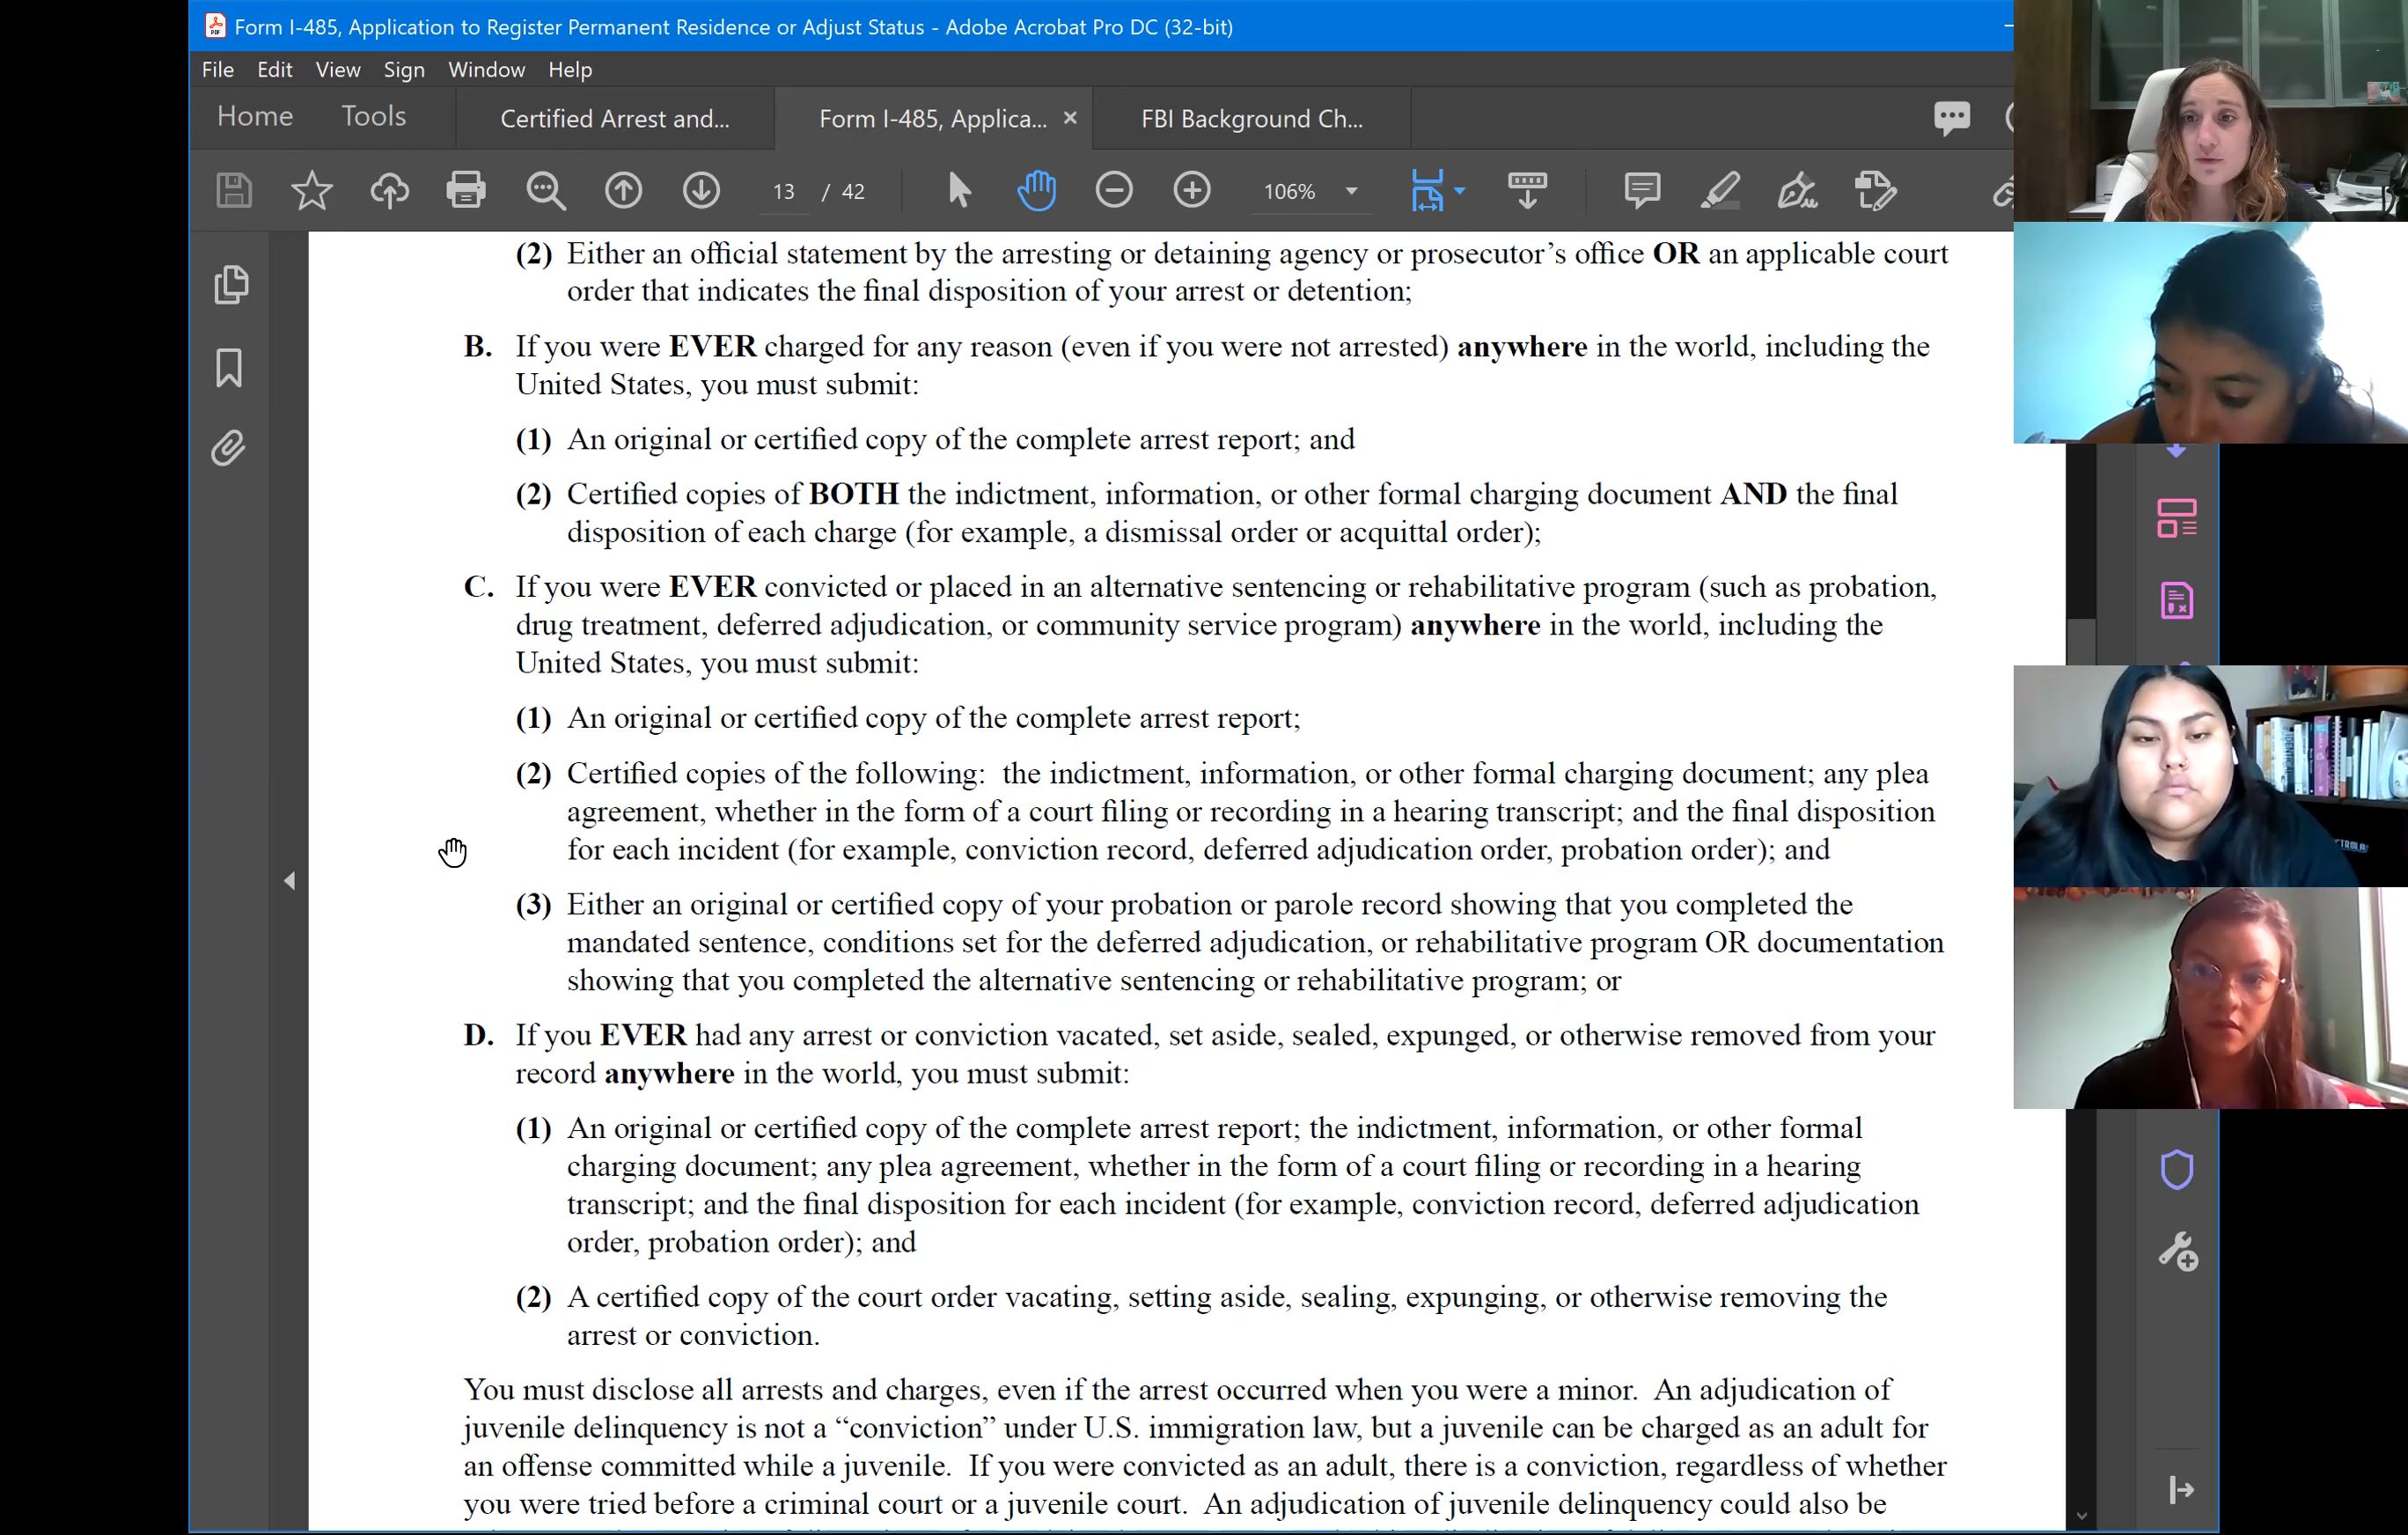 Form I-485, Application to Register Permanent Residence or Adjust Status - Adobe Acrobat Pro DC (32-bit)
File Edit View Sign Window Help
Home Tools Certified Arrest and... Form I-485, Applica... × FBI Background Ch...
13 / 42 106%
(2) Either an official statement by the arresting or detaining agency or prosecutor’s office OR an applicable court
order that indicates the final disposition of your arrest or detention;
B. If you were EVER charged for any reason (even if you were not arrested) anywhere in the world, including the
United States, you must submit:
(1) An original or certified copy of the complete arrest report; and
(2) Certified copies of BOTH the indictment, information, or other formal charging document AND the final
disposition of each charge (for example, a dismissal order or acquittal order);
C. If you were EVER convicted or placed in an alternative sentencing or rehabilitative program (such as probation,
drug treatment, deferred adjudication, or community service program) anywhere in the world, including the
United States, you must submit:
(1) An original or certified copy of the complete arrest report;
(2) Certified copies of the following: the indictment, information, or other formal charging document; any plea
agreement, whether in the form of a court filing or recording in a hearing transcript; and the final disposition
for each incident (for example, conviction record, deferred adjudication order, probation order); and
(3) Either an original or certified copy of your probation or parole record showing that you completed the
mandated sentence, conditions set for the deferred adjudication, or rehabilitative program OR documentation
showing that you completed the alternative sentencing or rehabilitative program; or
D. If you EVER had any arrest or conviction vacated, set aside, sealed, expunged, or otherwise removed from your
record anywhere in the world, you must submit:
(1) An original or certified copy of the complete arrest report; the indictment, information, or other formal
charging document; any plea agreement, whether in the form of a court filing or recording in a hearing
transcript; and the final disposition for each incident (for example, conviction record, deferred adjudication
order, probation order); and
(2) A certified copy of the court order vacating, setting aside, sealing, expunging, or otherwise removing the
arrest or conviction.
You must disclose all arrests and charges, even if the arrest occurred when you were a minor. An adjudication of
juvenile delinquency is not a “conviction” under U.S. immigration law, but a juvenile can be charged as an adult for
an offense committed while a juvenile. If you were convicted as an adult, there is a conviction, regardless of whether
you were tried before a criminal court or a juvenile court. An adjudication of juvenile delinquency could also be